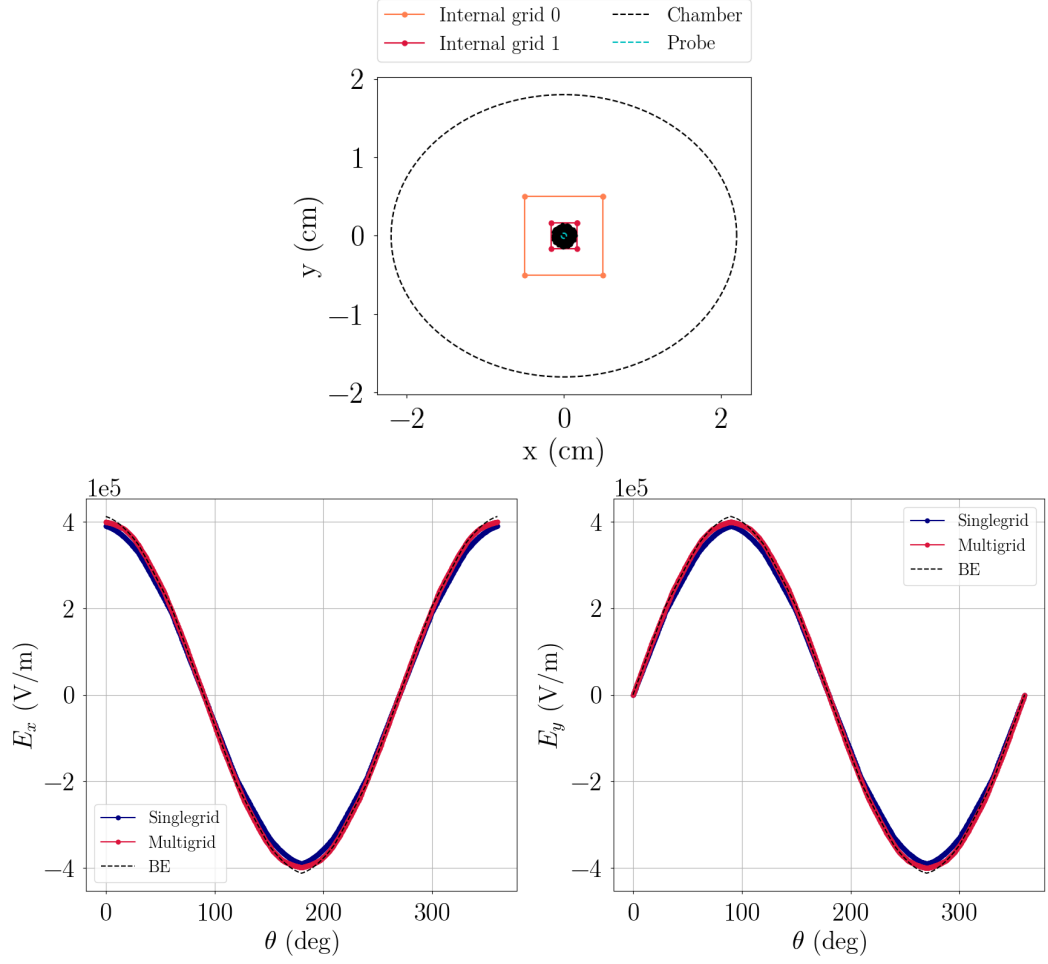 Internal grid 0
Internal grid 1
Chamber
Probe
2
1
0
−1
−2
y (cm)
−2
0
2
x (cm)
1e5
4
2
0
−2
−4
E_x (V/m)
Singlegrid
Multigrid
BE
0
100
200
300
θ (deg)
1e5
4
2
0
−2
−4
E_y (V/m)
Singlegrid
Multigrid
BE
0
100
200
300
θ (deg)